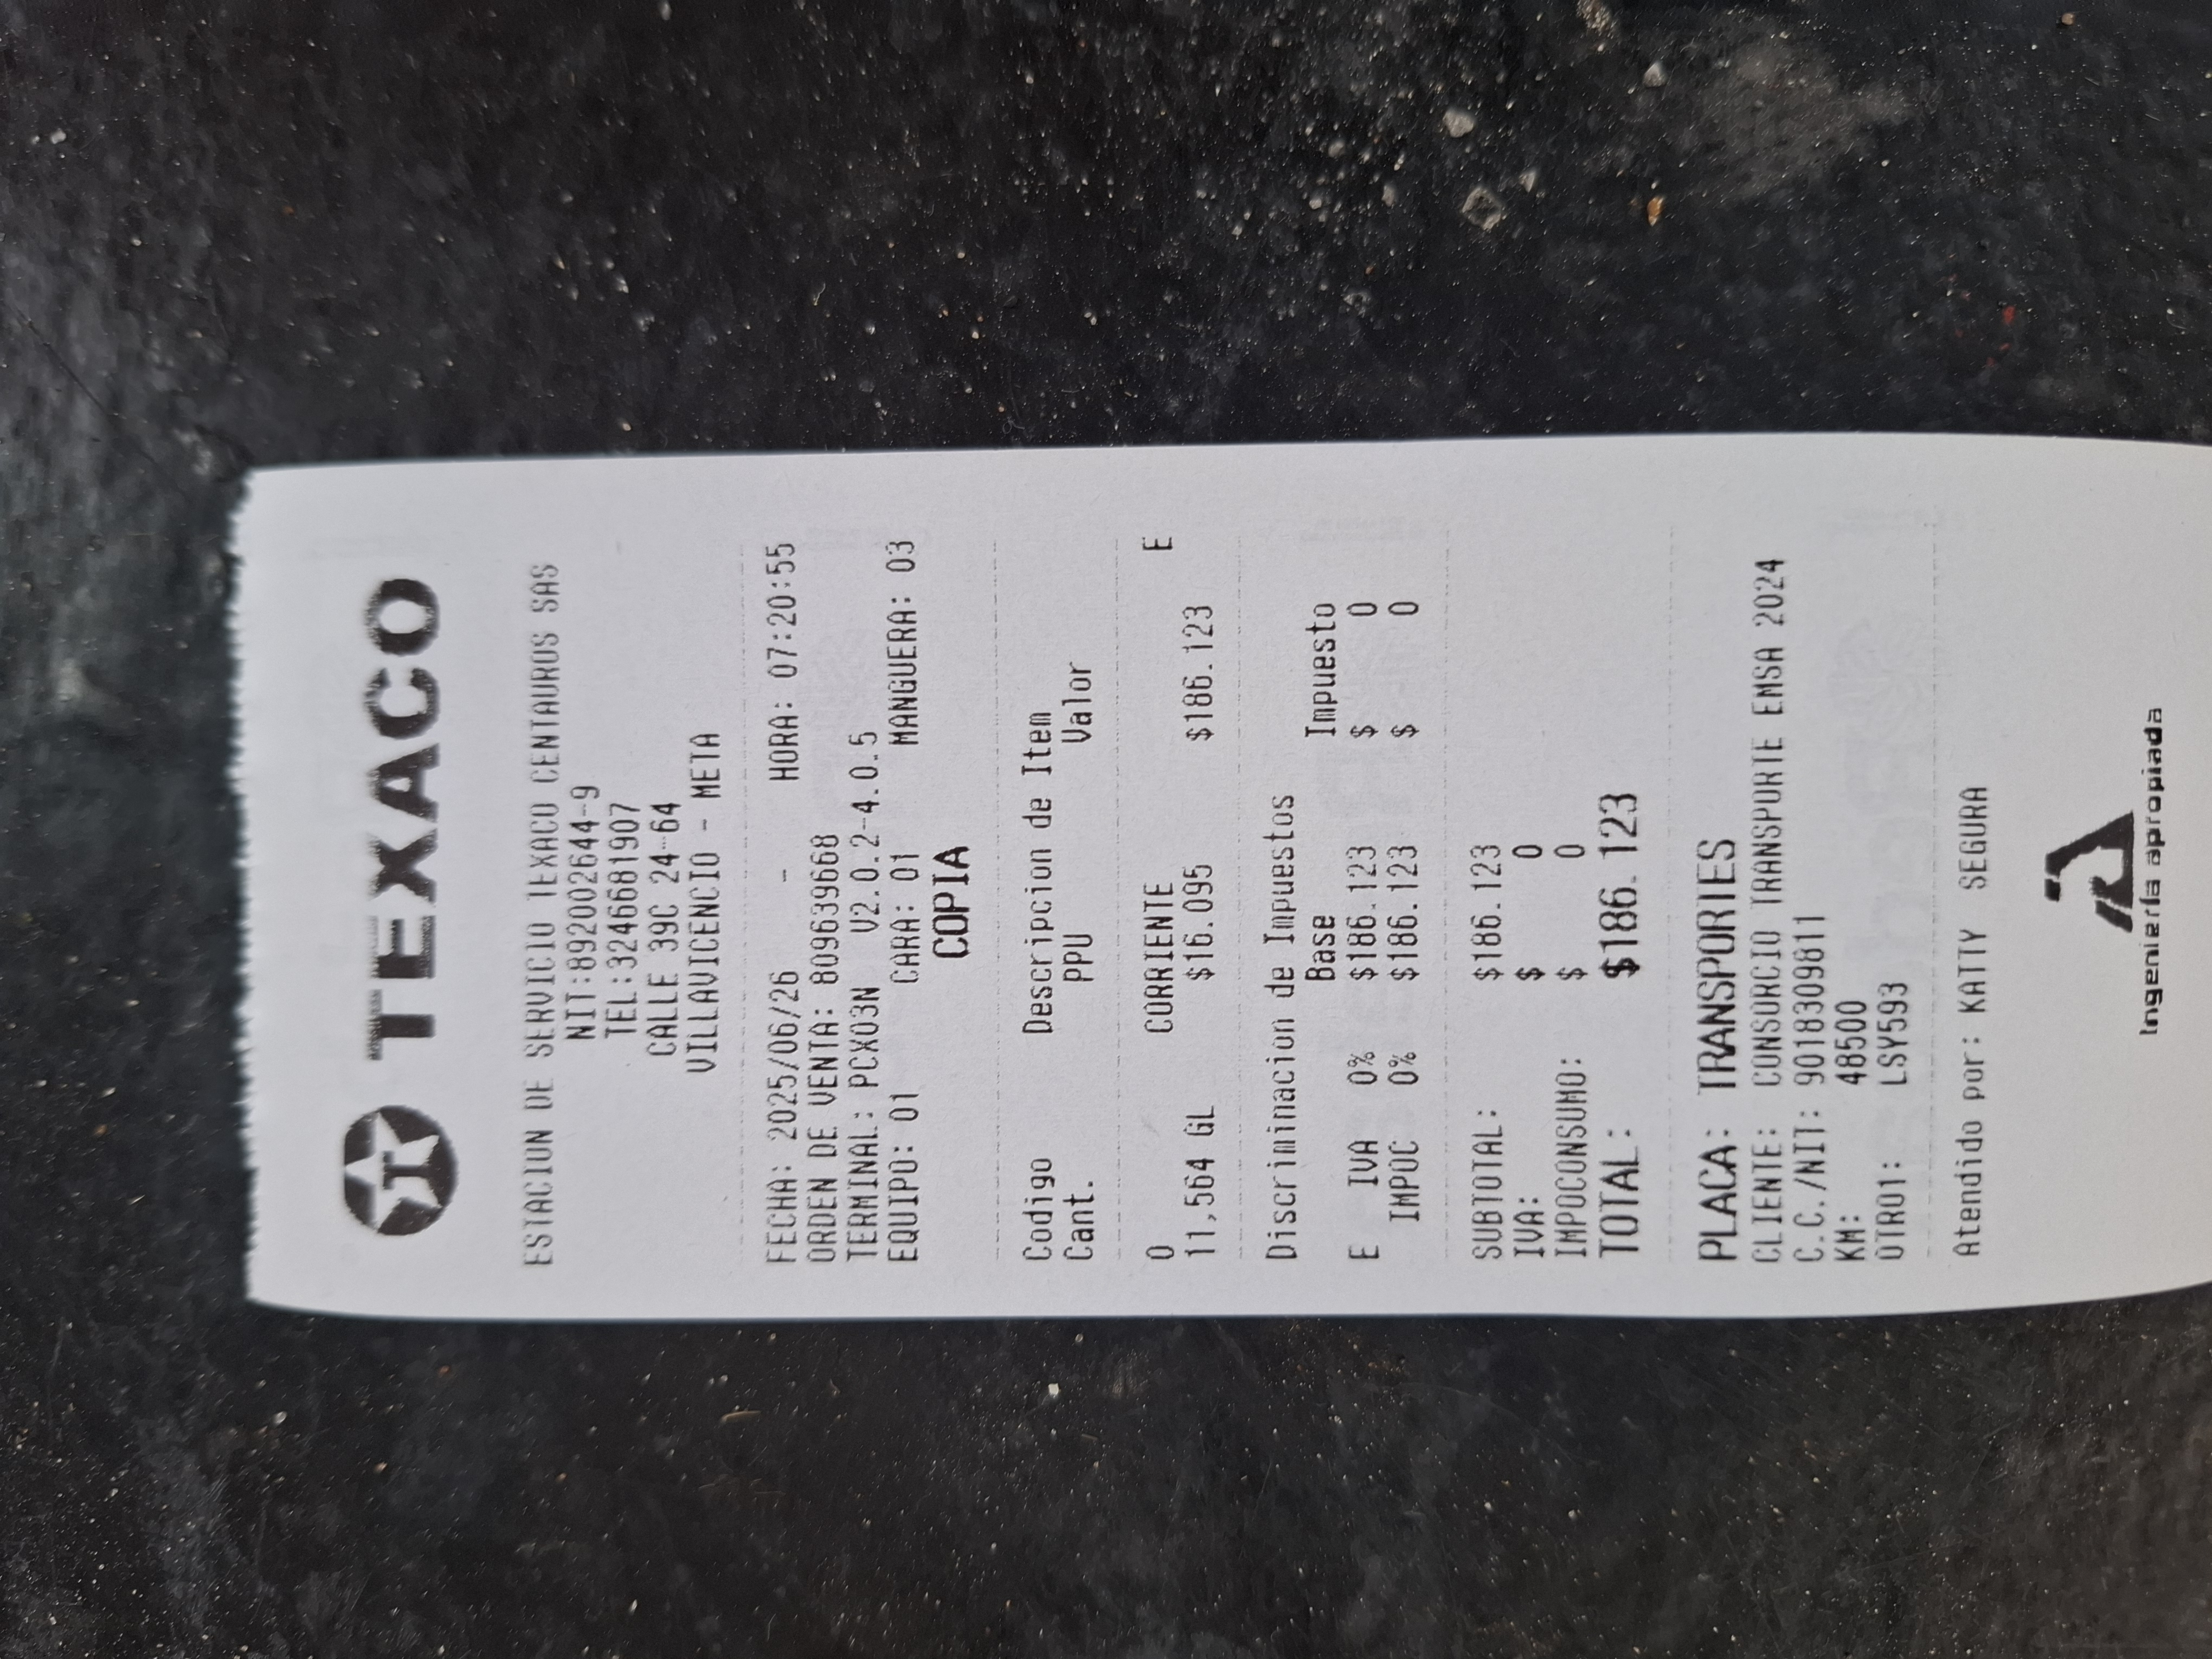 TEXACO
ESTACION DE SERVICIO TEXACO CENTAUROS SAS
NIT:892002644-9
TEL:3246681907
CALLE 39C 24-64
VILLAVICENCIO - META
FECHA: 2025/06/26 - HORA: 07:20:55
ORDEN DE VENTA: 809639668
TERMINAL: PCX03N V2.0.2-4.0.5
EQUIPO: 01 CARA: 01 MANGUERA: 03
COPIA
Codigo Descripcion de Item
Cant. PPU Valor
0 CORRIENTE E
11,564 GL $16.095 $186.123
Discriminacion de Impuestos
Base Impuesto
E IVA 0% $186.123 $ 0
IMPOC 0% $186.123 $ 0
SUBTOTAL: $186.123
IVA: $ 0
IMPOCONSUMO: $ 0
TOTAL: $186.123
PLACA: TRANSPORIES
CLIENTE: CONSORCIO TRANSPORTE EMSA 2024
C.C./NIT: 9018309811
KM: 48500
OTRO1: LSY593
Atendido por: KATTY SEGURA
Ingeniería apropiada